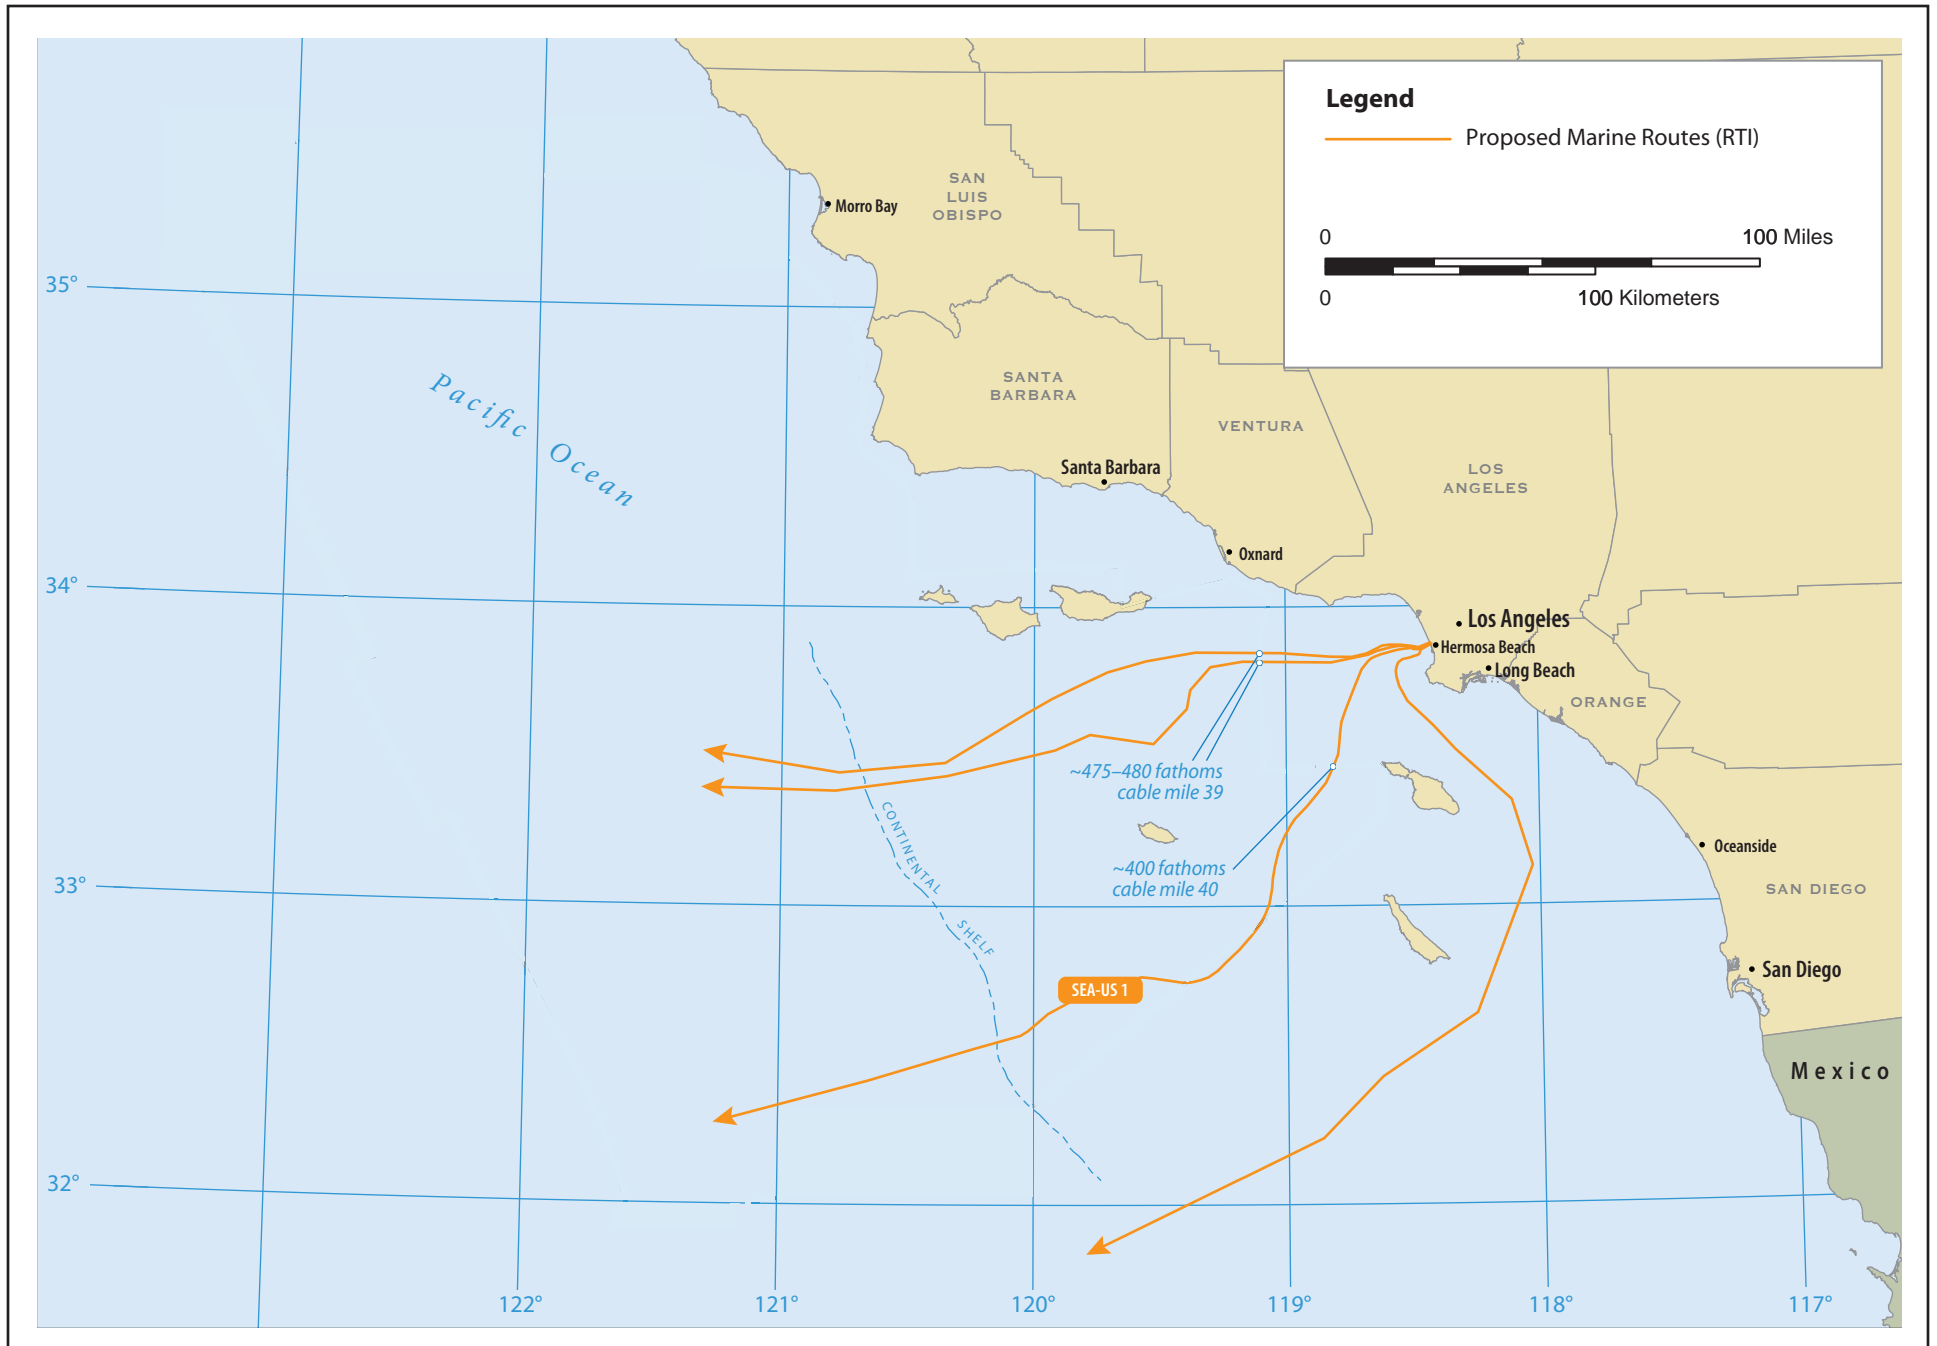 Legend
Proposed Marine Routes (RTI)
0
100 Miles
0
100 Kilometers
SAN
LUIS
OBISPO
Morro Bay
35°
Pacific Ocean
SANTA
BARBARA
VENTURA
Santa Barbara
LOS
ANGELES
Oxnard
34°
Los Angeles
Hermosa Beach
Long Beach
ORANGE
~475–480 fathoms
cable mile 39
CONTINENTAL
SHELF
~400 fathoms
cable mile 40
Oceanside
33°
SAN DIEGO
San Diego
SEA-US 1
Mexico
32°
122°
121°
120°
119°
118°
117°